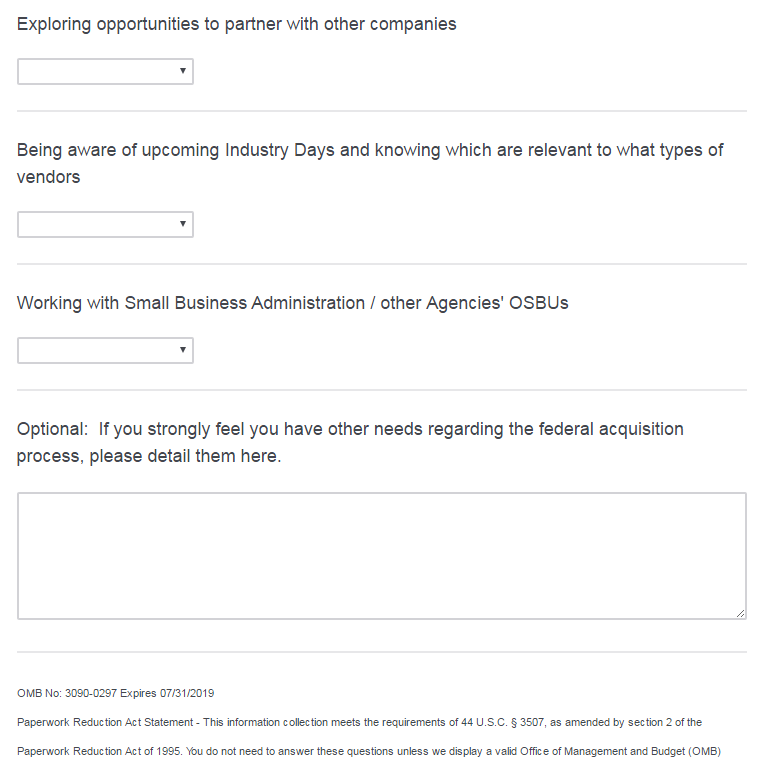 Exploring opportunities to partner with other companies
Being aware of upcoming Industry Days and knowing which are relevant to what types of
vendors
Working with Small Business Administration / other Agencies' OSBUs
Optional:  If you strongly feel you have other needs regarding the federal acquisition
process, please detail them here.
OMB No: 3090-0297 Expires 07/31/2019
Paperwork Reduction Act Statement - This information collection meets the requirements of 44 U.S.C. § 3507, as amended by section 2 of the
Paperwork Reduction Act of 1995. You do not need to answer these questions unless we display a valid Office of Management and Budget (OMB)